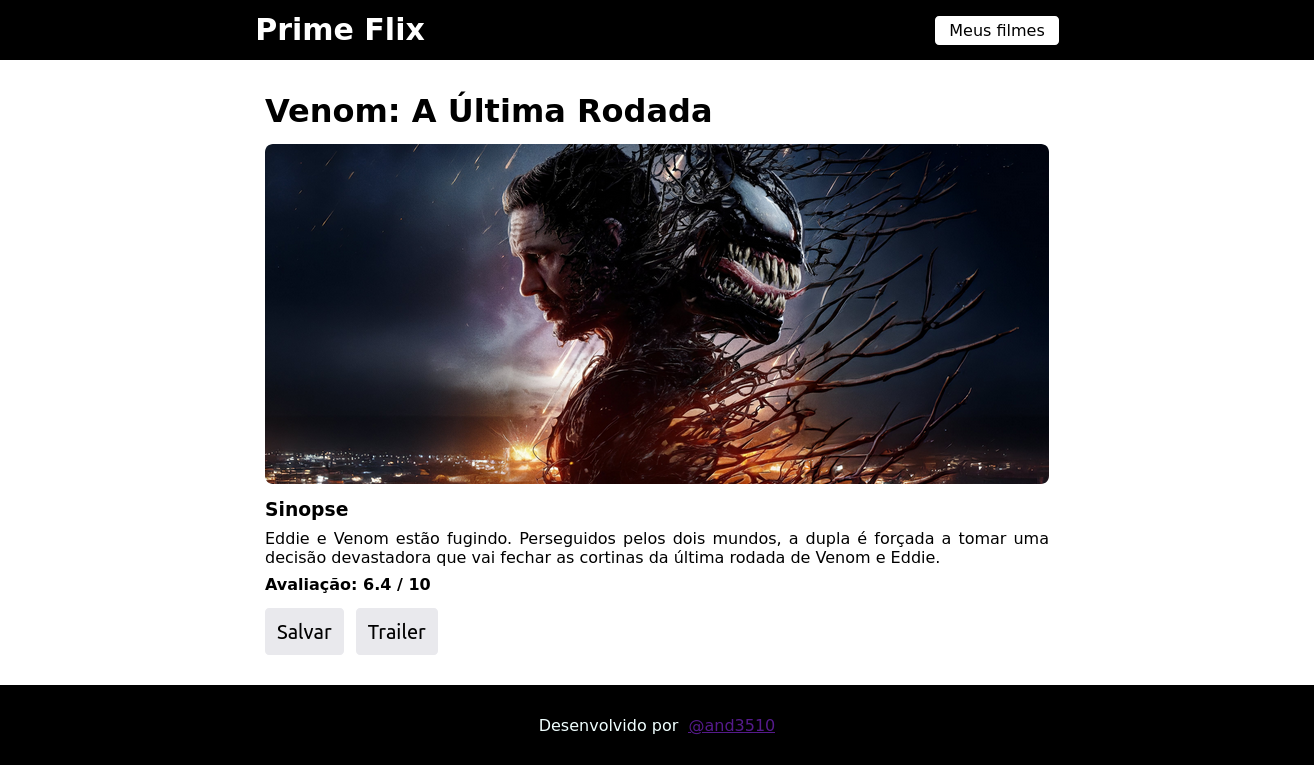 Prime Flix
Meus filmes
Venom: A Última Rodada
Sinopse
Eddie e Venom estão fugindo. Perseguidos pelos dois mundos, a dupla é forçada a tomar uma
decisão devastadora que vai fechar as cortinas da última rodada de Venom e Eddie.
Avaliação: 6.4 / 10
Salvar
Trailer
Desenvolvido por @and3510